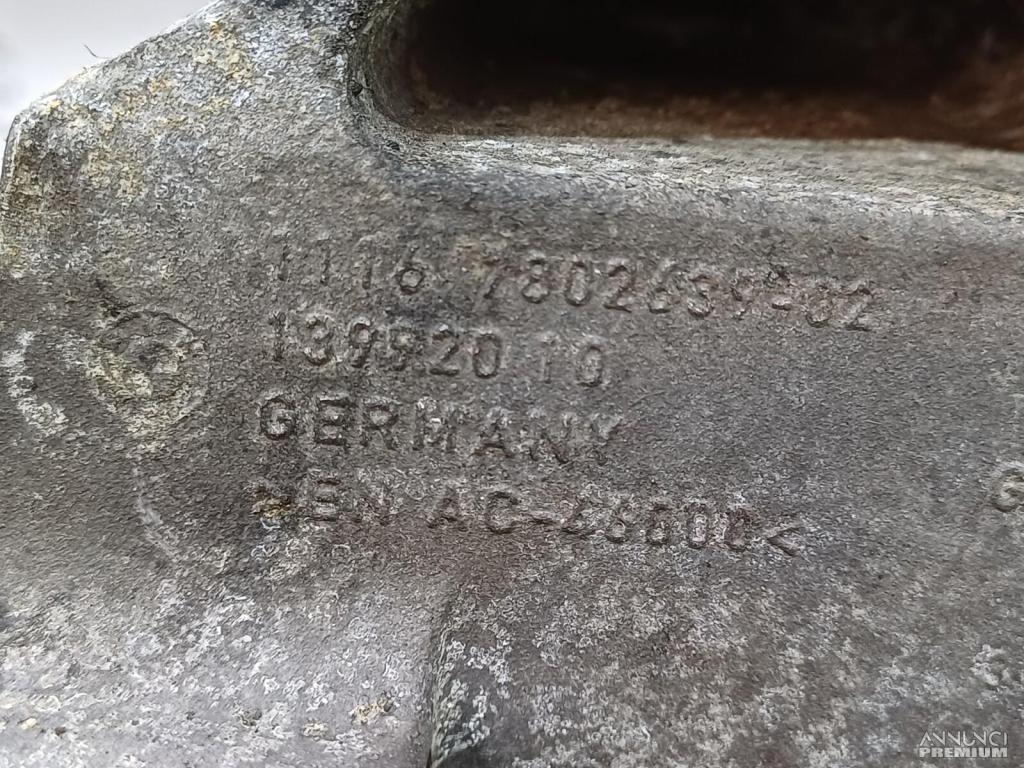 1116 7802639-02
13992010
GERMANY
>EN AC-46000<
G
ANNUNCI
PREMIUM